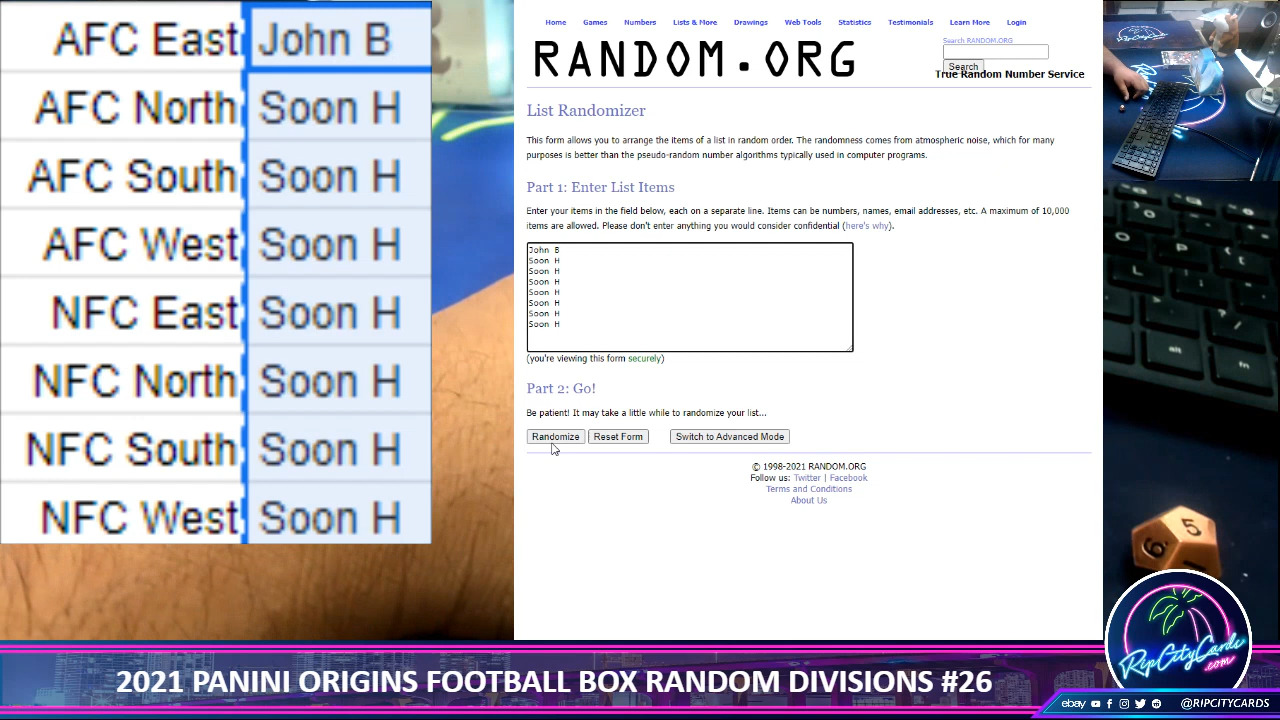 AFC East John B
AFC North Soon H
AFC South Soon H
AFC West Soon H
NFC East Soon H
NFC North Soon H
NFC South Soon H
NFC West Soon H
Home Games Numbers Lists & More Drawings Web Tools Statistics Testimonials Learn More Login
RANDOM.ORG
Search RANDOM.ORG
Search
True Random Number Service
List Randomizer
This form allows you to arrange the items of a list in random order. The randomness comes from atmospheric noise, which for many
purposes is better than the pseudo-random number algorithms typically used in computer programs.
Part 1: Enter List Items
Enter your items in the field below, each on a separate line. Items can be numbers, names, email addresses, etc. A maximum of 10,000
items are allowed. Please don't enter anything you would consider confidential (here's why).
John B
Soon H
Soon H
Soon H
Soon H
Soon H
Soon H
Soon H
(you're viewing this form securely)
Part 2: Go!
Be patient! It may take a little while to randomize your list...
Randomize Reset Form Switch to Advanced Mode
© 1998-2021 RANDOM.ORG
Follow us: Twitter | Facebook
Terms and Conditions
About Us
5
6
RipCityCards
.com
2021 PANINI ORIGINS FOOTBALL BOX RANDOM DIVISIONS #26
ebay @RIPCITYCARDS